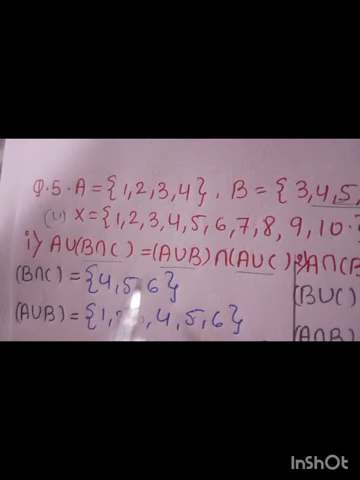 Q.5. A = {1,2,3,4}, B = {3,4,5,
(U) X = {1,2,3,4,5,6,7,8,9,10
i) A∪(B∩C) = (A∪B)∩(A∪C) A∩(B
(B∩C) = {4,5,6}
(B∪C)
(A∪B) = {1, 4,5,6}
(A∩B)
InShOt